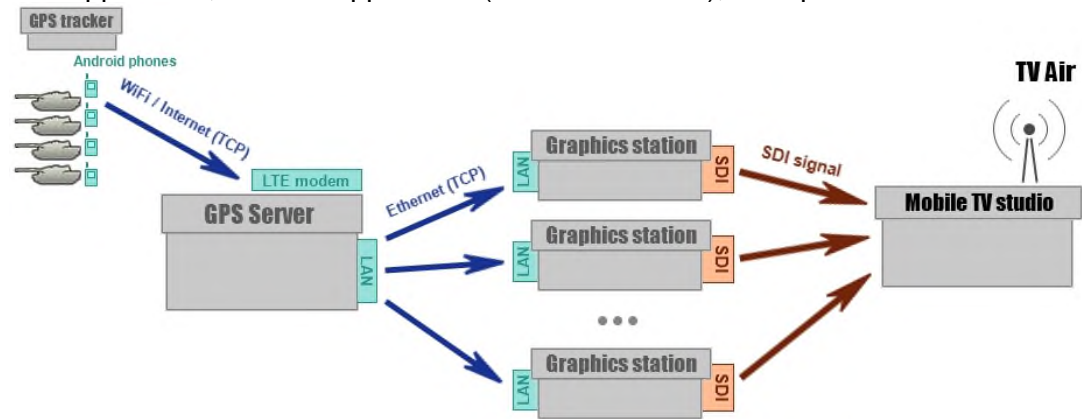 GPS tracker
Android phones
WiFi / Internet (TCP)
LTE modem
GPS Server
LAN
Ethernet (TCP)
LAN
Graphics station
SDI
LAN
Graphics station
SDI
LAN
Graphics station
SDI
SDI signal
TV Air
Mobile TV studio